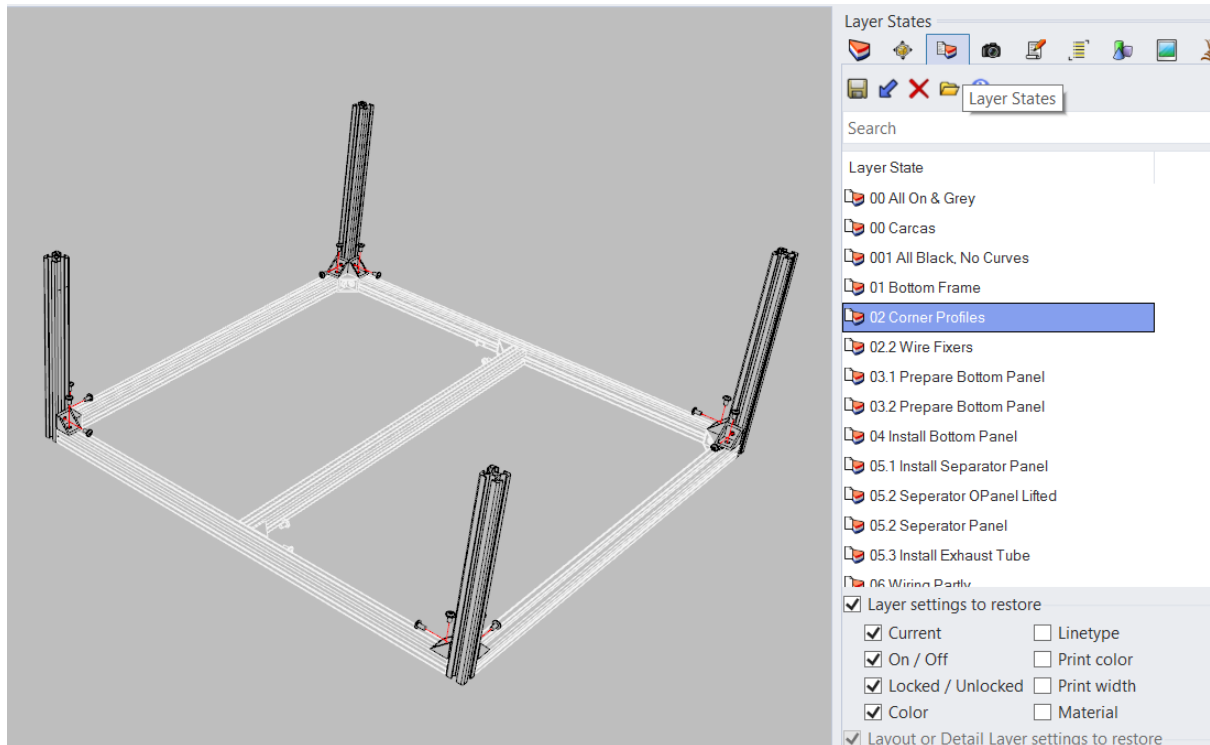 Layer States
Layer States
Search
Layer State
00 All On & Grey
00 Carcas
001 All Black, No Curves
01 Bottom Frame
02 Corner Profiles
02.2 Wire Fixers
03.1 Prepare Bottom Panel
03.2 Prepare Bottom Panel
04 Install Bottom Panel
05.1 Install Separator Panel
05.2 Seperator OPanel Lifted
05.2 Seperator Panel
05.3 Install Exhaust Tube
06 Wiring Partly
Layer settings to restore
Current Linetype
On / Off Print color
Locked / Unlocked Print width
Color Material
Layout or Detail Layer settings to restore